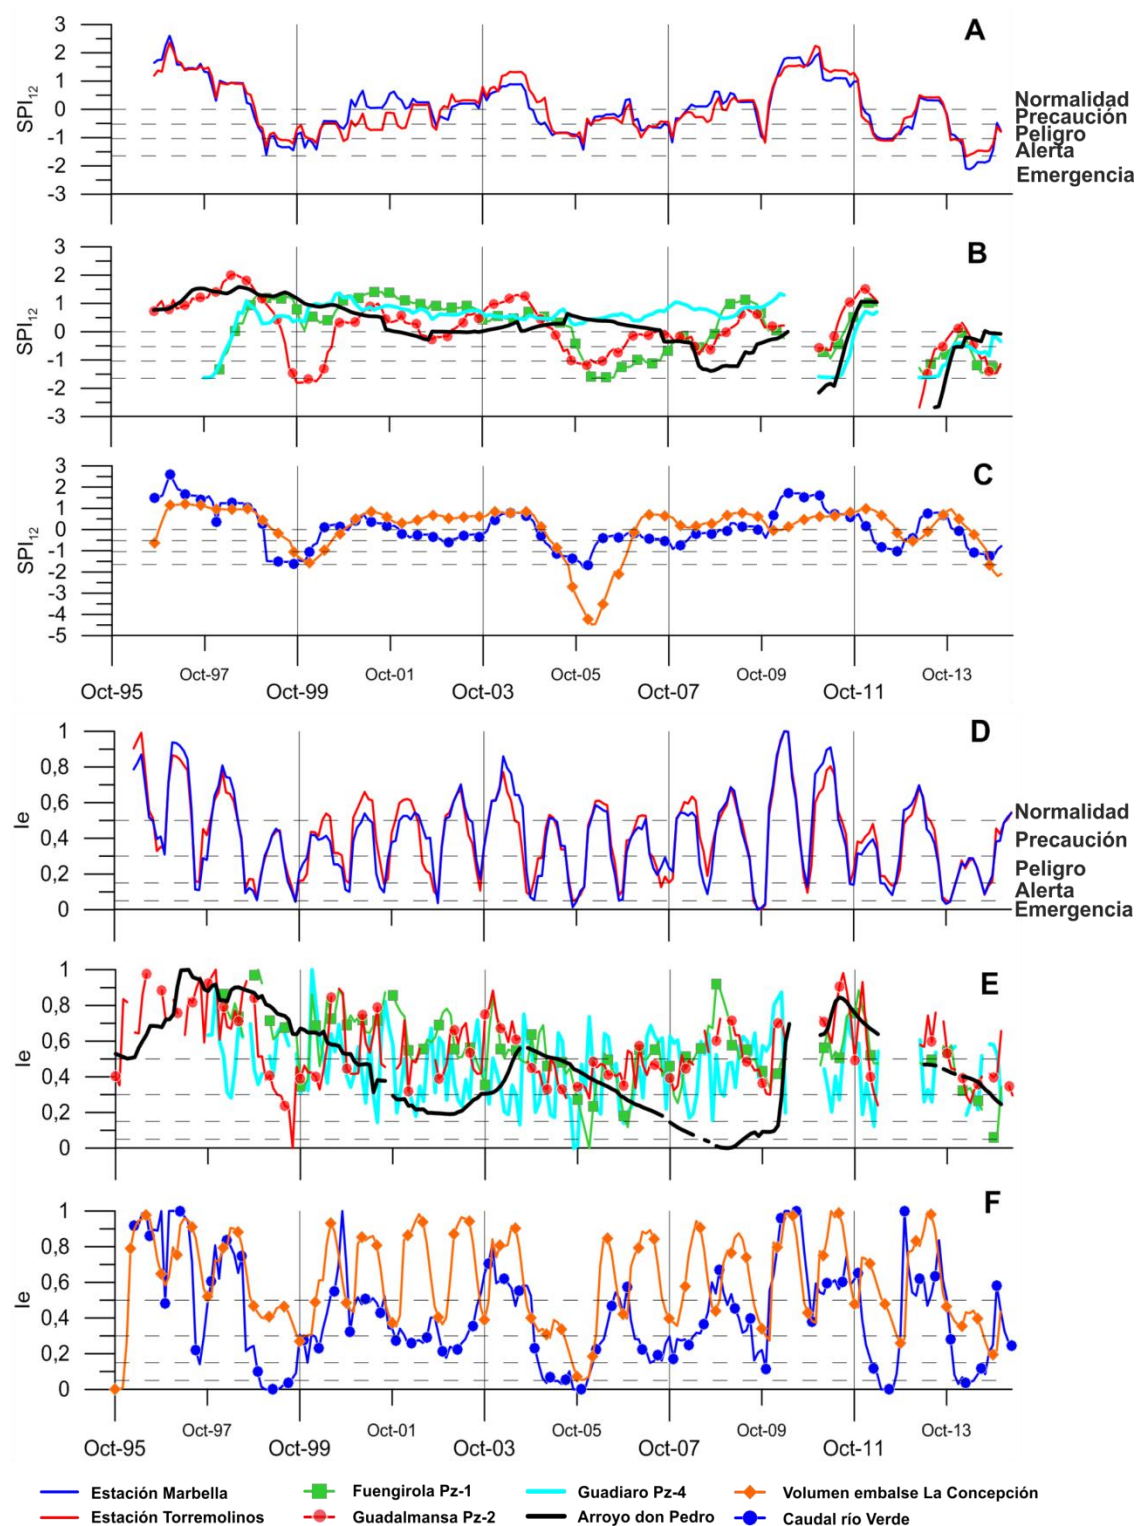 A
3
2
1
0
-1
-2
-3
SPI12
Normalidad
Precaución
Peligro
Alerta
Emergencia
B
3
2
1
0
-1
-2
-3
SPI12
C
3
2
1
0
-1
-2
-3
-4
-5
SPI12
Oct-97 Oct-01 Oct-05 Oct-09 Oct-13
Oct-95 Oct-99 Oct-03 Oct-07 Oct-11
D
1
0,8
0,6
0,4
0,2
0
Ie
Normalidad
Precaución
Peligro
Alerta
Emergencia
E
1
0,8
0,6
0,4
0,2
0
Ie
F
1
0,8
0,6
0,4
0,2
0
Ie
Oct-97 Oct-01 Oct-05 Oct-09 Oct-13
Oct-95 Oct-99 Oct-03 Oct-07 Oct-11
Estación Marbella Fuengirola Pz-1 Guadiaro Pz-4 Volumen embalse La Concepción
Estación Torremolinos Guadalmansa Pz-2 Arroyo don Pedro Caudal río Verde